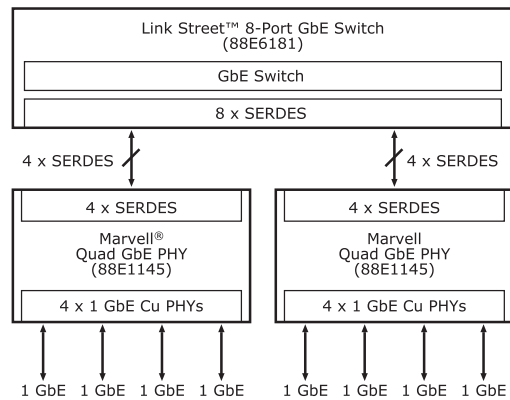 Link Street™ 8-Port GbE Switch
(88E6181)
GbE Switch
8 x SERDES
4 x SERDES
4 x SERDES
4 x SERDES
Marvell®
Quad GbE PHY
(88E1145)
4 x 1 GbE Cu PHYs
4 x SERDES
Marvell
Quad GbE PHY
(88E1145)
4 x 1 GbE Cu PHYs
1 GbE 1 GbE 1 GbE 1 GbE
1 GbE 1 GbE 1 GbE 1 GbE